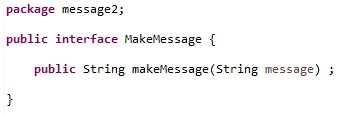 package message2;
public interface MakeMessage {
public String makeMessage(String message) ;
}